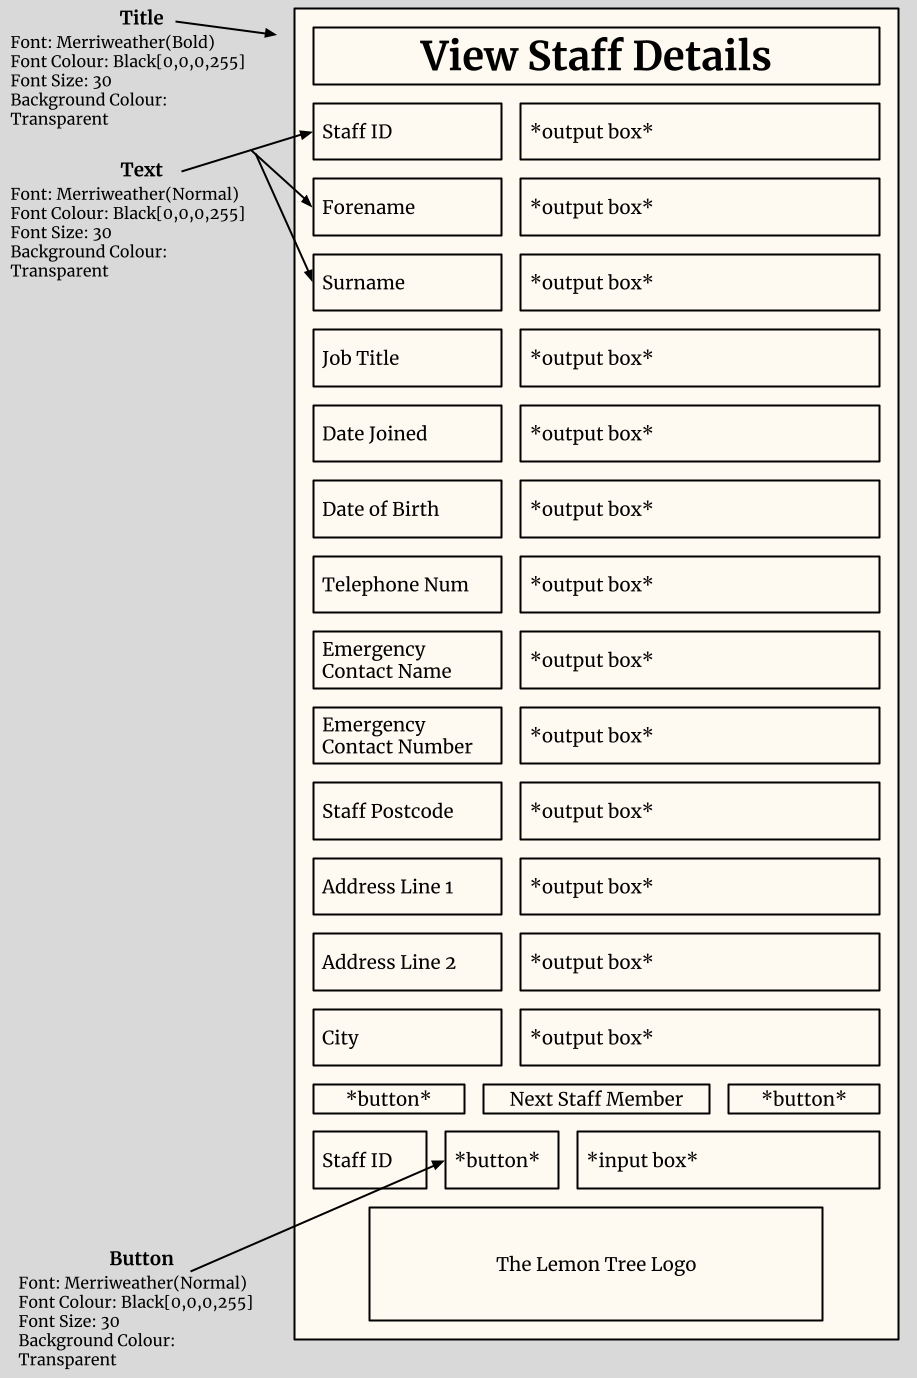 Title
Font: Merriweather(Bold)
Font Colour: Black[0,0,0,255]
Font Size: 30
Background Colour:
Transparent
Text
Font: Merriweather(Normal)
Font Colour: Black[0,0,0,255]
Font Size: 30
Background Colour:
Transparent
View Staff Details
Staff ID
*output box*
Forename
*output box*
Surname
*output box*
Job Title
*output box*
Date Joined
*output box*
Date of Birth
*output box*
Telephone Num
*output box*
Emergency
Contact Name
*output box*
Emergency
Contact Number
*output box*
Staff Postcode
*output box*
Address Line 1
*output box*
Address Line 2
*output box*
City
*output box*
*button*
Next Staff Member
*button*
Staff ID
*button*
*input box*
The Lemon Tree Logo
Button
Font: Merriweather(Normal)
Font Colour: Black[0,0,0,255]
Font Size: 30
Background Colour:
Transparent